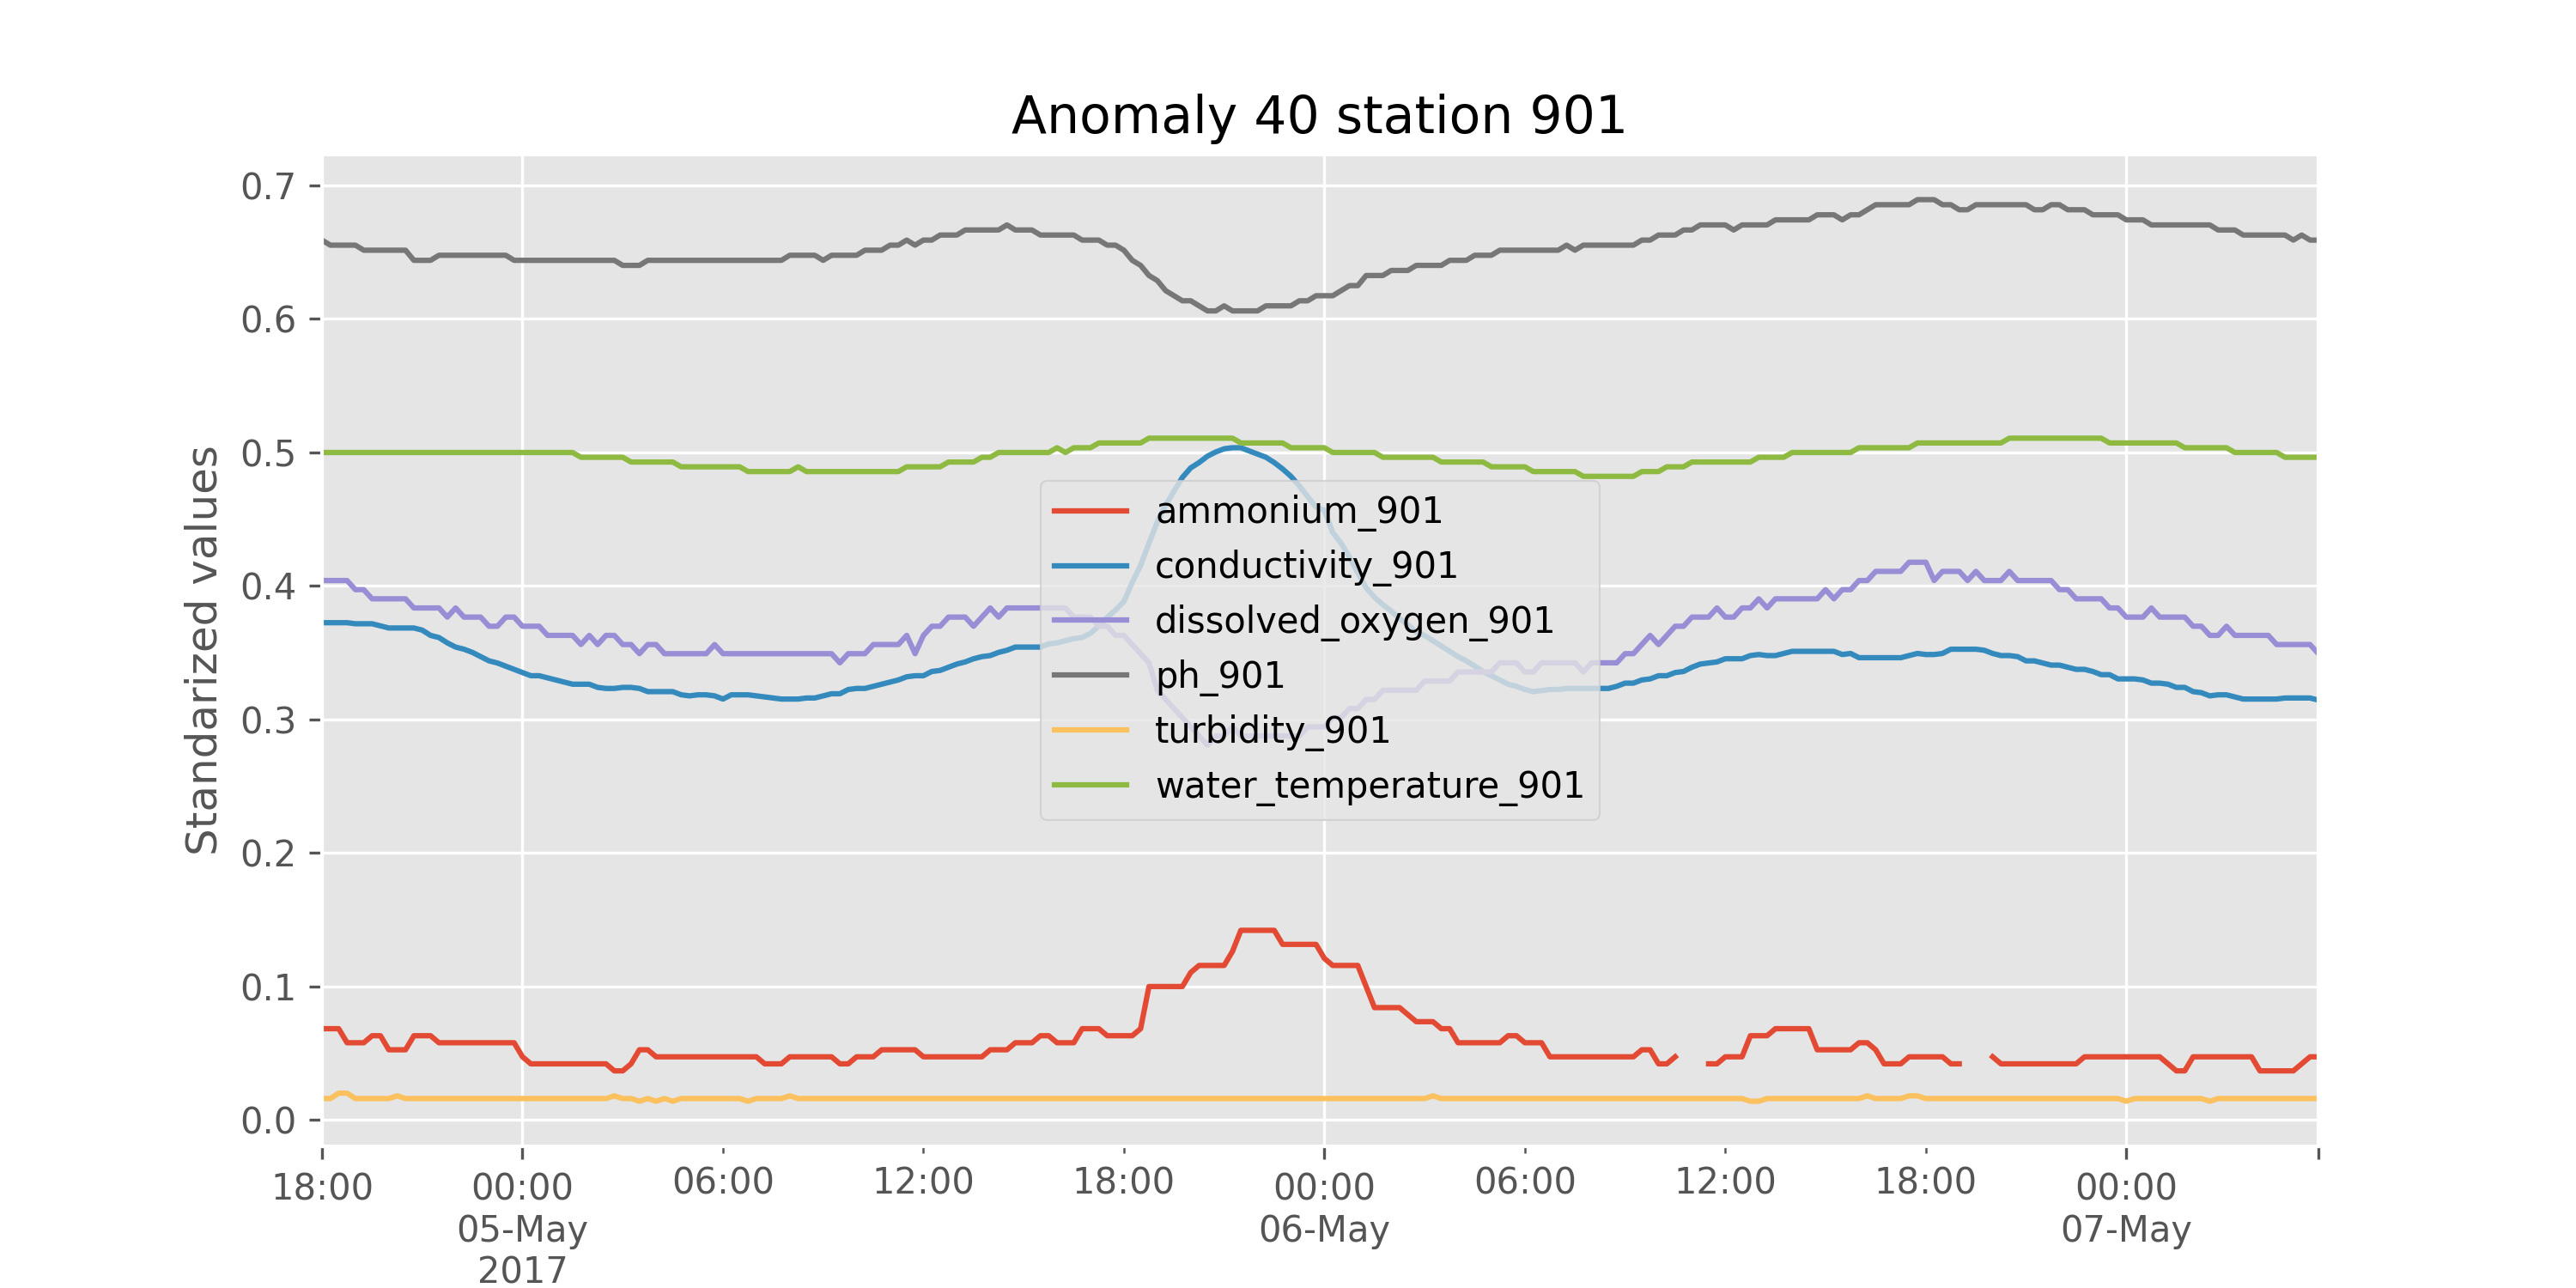 Anomaly 40 station 901
Standarized values
0.7
0.6
0.5
0.4
0.3
0.2
0.1
0.0
ammonium_901
conductivity_901
dissolved_oxygen_901
ph_901
turbidity_901
water_temperature_901
18:00 00:00 06:00 12:00 18:00 00:00 06:00 12:00 18:00 00:00
05-May 06-May 07-May
2017